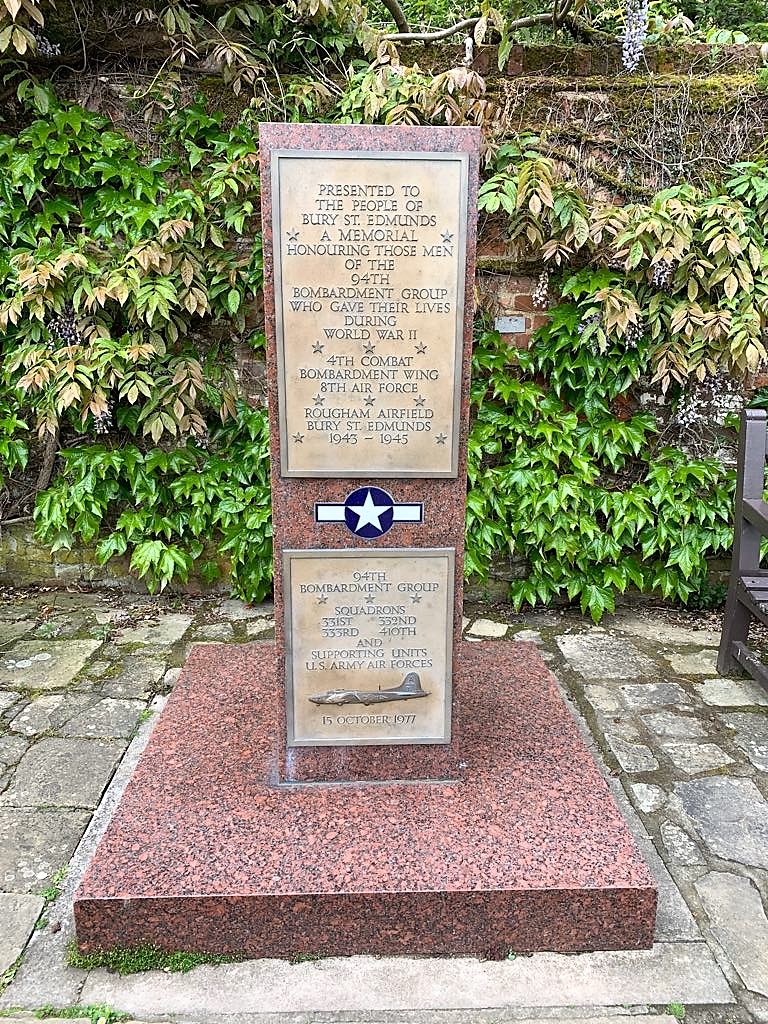 PRESENTED TO
THE PEOPLE OF
BURY ST. EDMUNDS
A MEMORIAL
HONOURING THOSE MEN
OF THE
94TH
BOMBARDMENT GROUP
WHO GAVE THEIR LIVES
DURING
WORLD WAR II
4TH COMBAT
BOMBARDMENT WING
8TH AIR FORCE
ROUGHAM AIRFIELD
BURY ST. EDMUNDS
1943 - 1945
94TH
BOMBARDMENT GROUP
SQUADRONS
331ST 332ND
333RD 410TH
AND
SUPPORTING UNITS
U.S. ARMY AIR FORCES
15 OCTOBER 1977